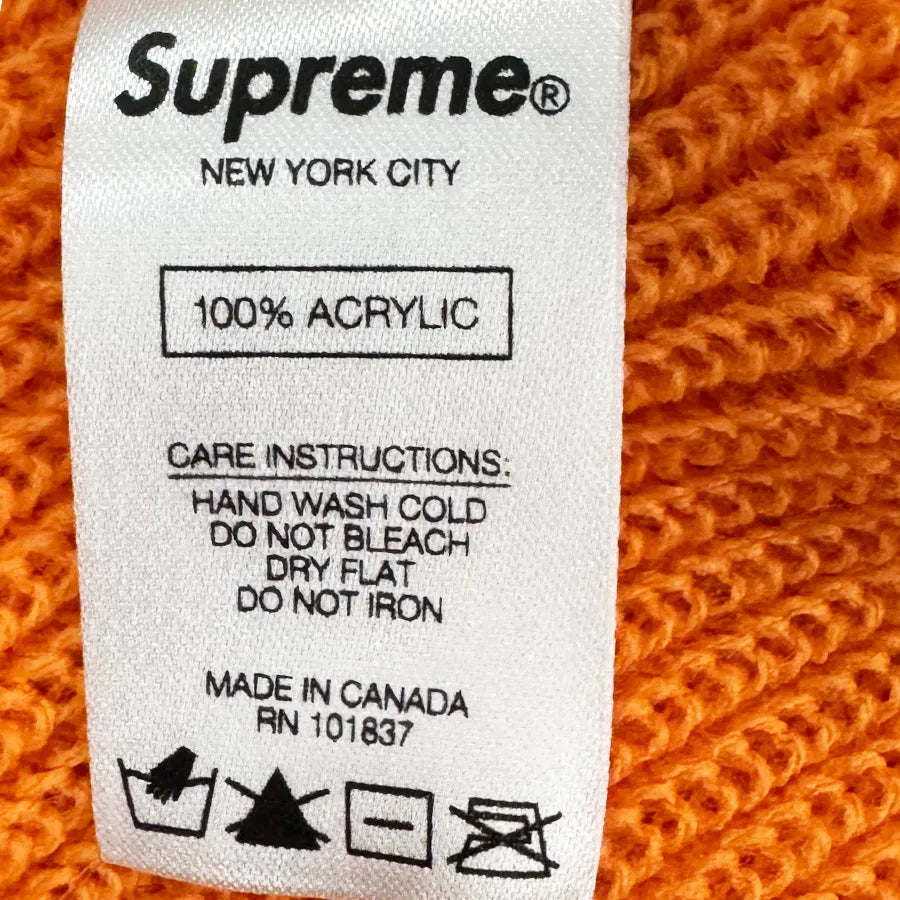 Supreme®
NEW YORK CITY
100% ACRYLIC
CARE INSTRUCTIONS:
HAND WASH COLD
DO NOT BLEACH
DRY FLAT
DO NOT IRON
MADE IN CANADA
RN 101837